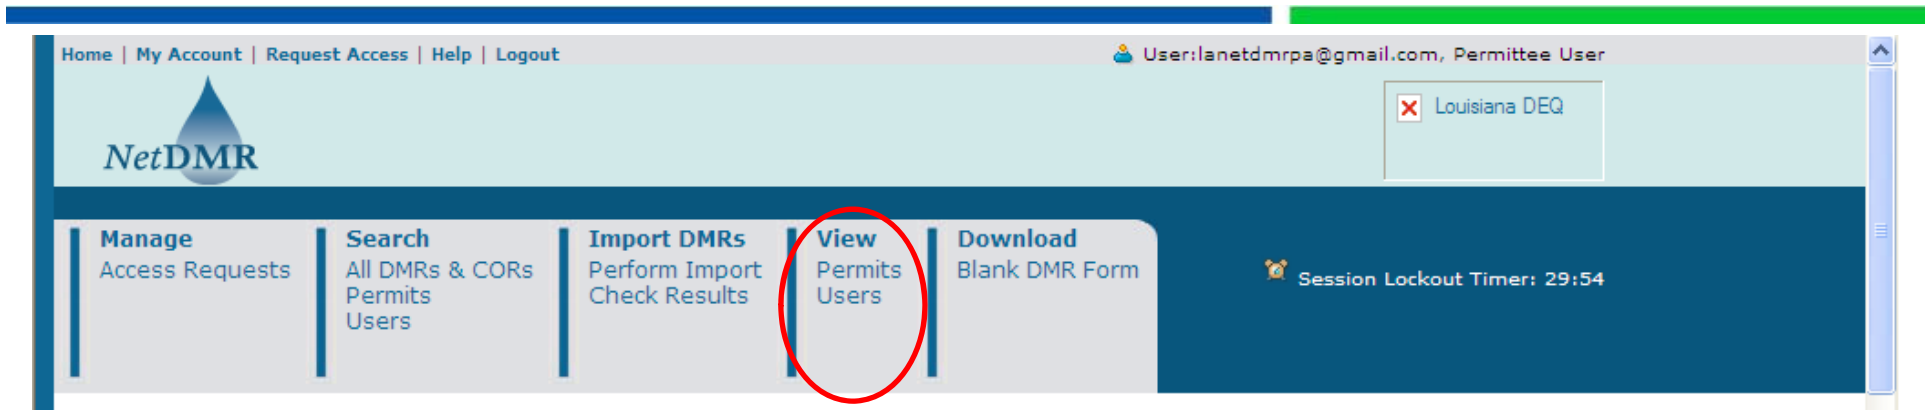 Home | My Account | Request Access | Help | Logout
User:lanetdmrpa@gmail.com, Permittee User
NetDMR
Louisiana DEQ
Manage
Access Requests
Search
All DMRs & CORs
Permits
Users
Import DMRs
Perform Import
Check Results
View
Permits
Users
Download
Blank DMR Form
Session Lockout Timer: 29:54